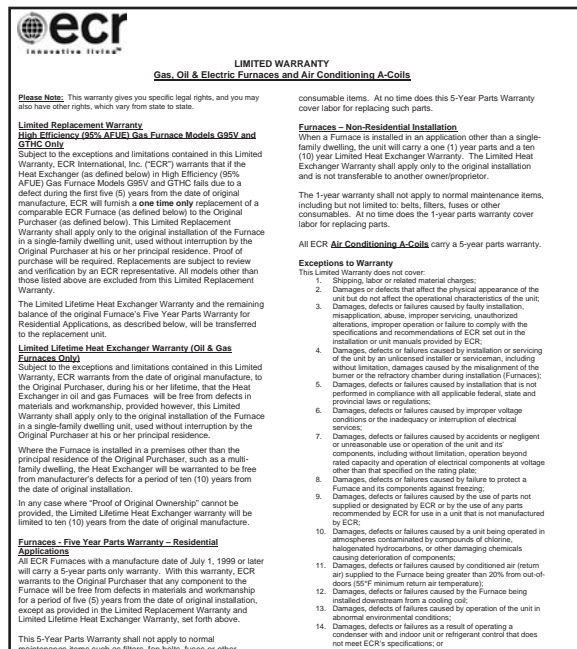 ecr
innovative living™
LIMITED WARRANTY
Gas, Oil & Electric Furnaces and Air Conditioning A-Coils
Please Note: This warranty gives you specific legal rights, and you may
also have other rights, which vary from state to state.
Limited Replacement Warranty
High Efficiency (95% AFUE) Gas Furnace Models G95V and
GTHC Only
Subject to the exceptions and limitations contained in this Limited
Warranty, ECR International, Inc. ("ECR") warrants that if the
Heat Exchanger (as defined below) in High Efficiency (95%
AFUE) Gas Furnace Models G95V and GTHC fails due to a
defect during the first five (5) years from the date of original
manufacture, ECR will furnish a one time only replacement of a
comparable ECR Furnace (as defined below) to the Original
Purchaser (as defined below). This Limited Replacement
Warranty shall apply only to the original installation of the Furnace
in a single-family dwelling unit, used without interruption by the
Original Purchaser at his or her principal residence. Proof of
purchase will be required. Replacements are subject to review
and verification by an ECR representative. All models other than
those listed above are excluded from this Limited Replacement
Warranty.
The Limited Lifetime Heat Exchanger Warranty and the remaining
balance of the original Furnace's Five Year Parts Warranty for
Residential Applications, as described below, will be transferred
to the replacement unit.
Limited Lifetime Heat Exchanger Warranty (Oil & Gas
Furnaces Only)
Subject to the exceptions and limitations contained in this Limited
Warranty, ECR warrants from the date of original manufacture, to
the Original Purchaser, during his or her lifetime, that the Heat
Exchanger in oil and gas Furnaces will be free from defects in
materials and workmanship, provided however, this Limited
Warranty shall apply only to the original installation of the Furnace
in a single-family dwelling unit, used without interruption by the
Original Purchaser at his or her principal residence.
Where the Furnace is installed in a premises other than the
principal residence of the Original Purchaser, such as a multi-
family dwelling, the Heat Exchanger will be warranted to be free
from manufacturer's defects for a period of ten (10) years from
the date of original installation.
In any case where "Proof of Original Ownership" cannot be
provided, the Limited Lifetime Heat Exchanger warranty will be
limited to ten (10) years from the date of original manufacture.
Furnaces - Five Year Parts Warranty – Residential
Applications
All ECR Furnaces with a manufacture date of July 1, 1999 or later
will carry a 5-year parts only warranty. With this warranty, ECR
warrants to the Original Purchaser that any component to the
Furnace will be free from defects in materials and workmanship
for a period of five (5) years from the date of original installation,
except as provided in the Limited Replacement Warranty and
Limited Lifetime Heat Exchanger Warranty, set forth above.
This 5-Year Parts Warranty shall not apply to normal
maintenance items such as filters, fan belts, fuses or other
consumable items. At no time does this 5-Year Parts Warranty
cover labor for replacing such parts.
Furnaces – Non-Residential Installation
When a Furnace is installed in an application other than a single-
family dwelling, the unit will carry a one (1) year parts and a ten
(10) year Limited Heat Exchanger Warranty. The Limited Heat
Exchanger Warranty shall apply only to the original installation
and is not transferable to another owner/proprietor.
The 1-year warranty shall not apply to normal maintenance items,
including but not limited to: belts, filters, fuses or other
consumables. At no time does the 1-year parts warranty cover
labor for replacing parts.
All ECR Air Conditioning A-Coils carry a 5-year parts warranty.
Exceptions to Warranty
This Limited Warranty does not cover:
1. Shipping, labor or related material charges;
2. Damages or defects that affect the physical appearance of the
unit but do not affect the operational characteristics of the unit;
3. Damages, defects or failures caused by faulty installation,
misapplication, abuse, improper servicing, unauthorized
alterations, improper operation or failure to comply with the
specifications and recommendations of ECR set out in the
installation or unit manuals provided by ECR;
4. Damages, defects or failures caused by installation or servicing
of the unit by an unlicensed installer or serviceman, including
without limitation, damages caused by the misalignment of the
burner or the refractory chamber during installation (Furnaces);
5. Damages, defects or failures caused by installation that is not
performed in compliance with all applicable federal, state and
provincial laws or regulations;
6. Damages, defects or failures caused by improper voltage
conditions or the inadequacy or interruption of electrical
services;
7. Damages, defects or failures caused by accidents or negligent
or unreasonable use or operation of the unit and its'
components, including without limitation, operation beyond
rated capacity and operation of electrical components at voltage
other than that specified on the rating plate;
8. Damages, defects or failures caused by failure to protect a
Furnace and its components against freezing;
9. Damages, defects or failures caused by the use of parts not
supplied or designated by ECR or by the use of any parts
recommended by ECR for use in a unit that is not manufactured
by ECR;
10. Damages, defects or failures caused by a unit being operated in
atmospheres contaminated by compounds of chlorine,
halogenated hydrocarbons, or other damaging chemicals
causing deterioration of components;
11. Damages, defects or failures caused by conditioned air (return
air) supplied to the Furnace being greater than 20% from out-of-
doors (55°F minimum return air temperature);
12. Damages, defects or failures caused by the Furnace being
installed downstream from a cooling coil;
13. Damages, defects of failures caused by operation of the unit in
abnormal environmental conditions;
14. Damages, defects or failures as a result of operating a
condenser with and indoor unit or refrigerant control that does
not meet ECR's specifications; or